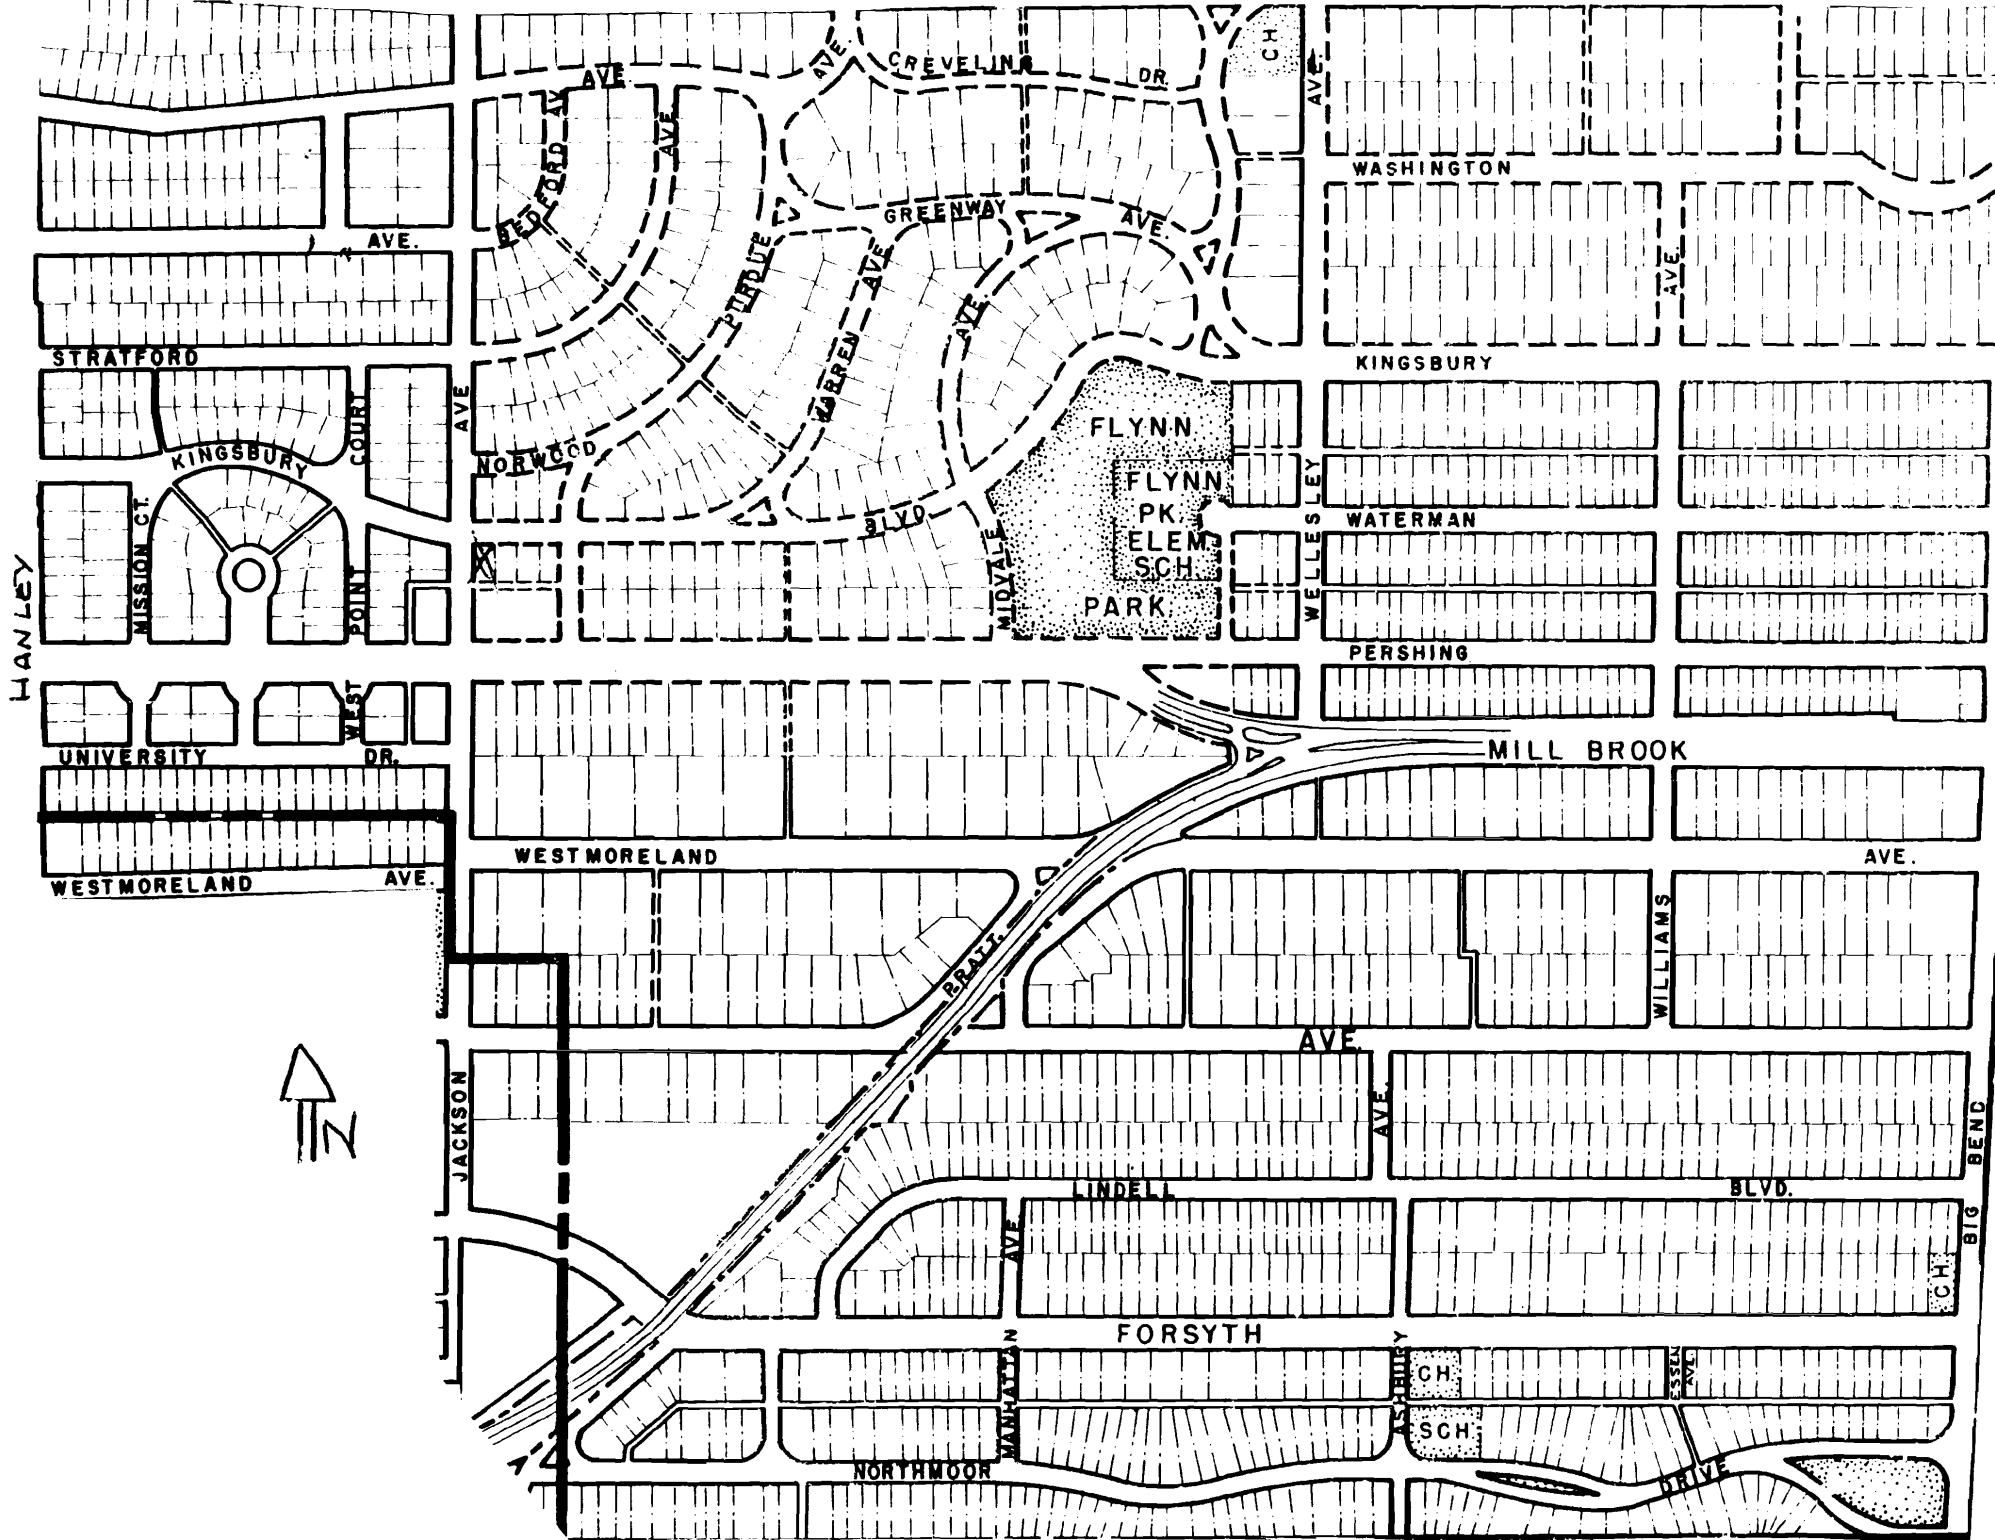 AVE.
CREVELING
DR.
CH
AVE.
AVE
BEDFORD AV.
AVE.
WASHINGTON
GREENWAY
AVE.
AVE.
PURDUE
AVE
AVE.
AVE.
STRATFORD
KINGSBURY
COURT
AVE
WARREN
FLYNN
KINGSBURY
NORWOOD
FLYNN
PK.
ELEM.
SCH.
PARK
BLVD.
MIDVALE
WELLESLEY
WATERMAN
HANLEY
MISSION CT.
POINT
WEST
PERSHING
UNIVERSITY
DR.
MILL BROOK
WESTMORELAND
AVE.
WESTMORELAND
AVE.
WILLIAMS
PRATT.
AVE.
N
JACKSON
AVE.
BIG BEND
LINDELL
BLVD.
AVE.
CH
FORSYTH
MANHATTAN
ASHBURY
CH.
ESSEN
AVE.
SCH.
NORTHMOOR
DRIVE